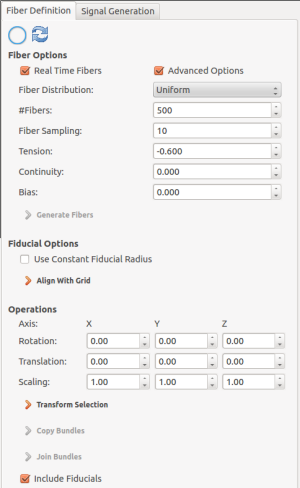 Fiber Definition Signal Generation
Fiber Options
Real Time Fibers Advanced Options
Fiber Distribution: Uniform
#Fibers: 500
Fiber Sampling: 10
Tension: -0.600
Continuity: 0.000
Bias: 0.000
Generate Fibers
Fiducial Options
Use Constant Fiducial Radius
Align With Grid
Operations
Axis: X Y Z
Rotation: 0.00 0.00 0.00
Translation: 0.00 0.00 0.00
Scaling: 1.00 1.00 1.00
Transform Selection
Copy Bundles
Join Bundles
Include Fiducials